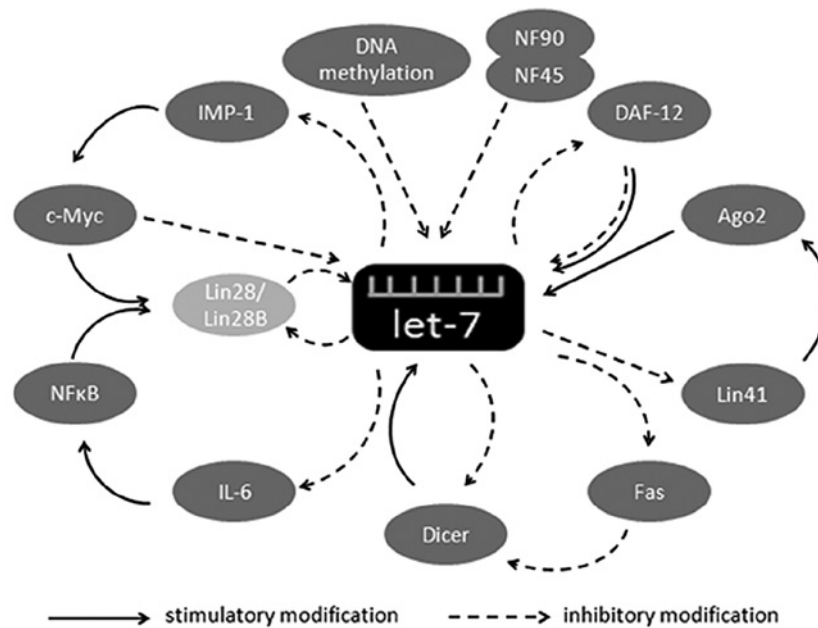 DNA
methylation
NF90
NF45
IMP-1
DAF-12
c-Myc
Ago2
Lin28/
Lin28B
let-7
NFκB
Lin41
IL-6
Fas
Dicer
stimulatory modification
inhibitory modification